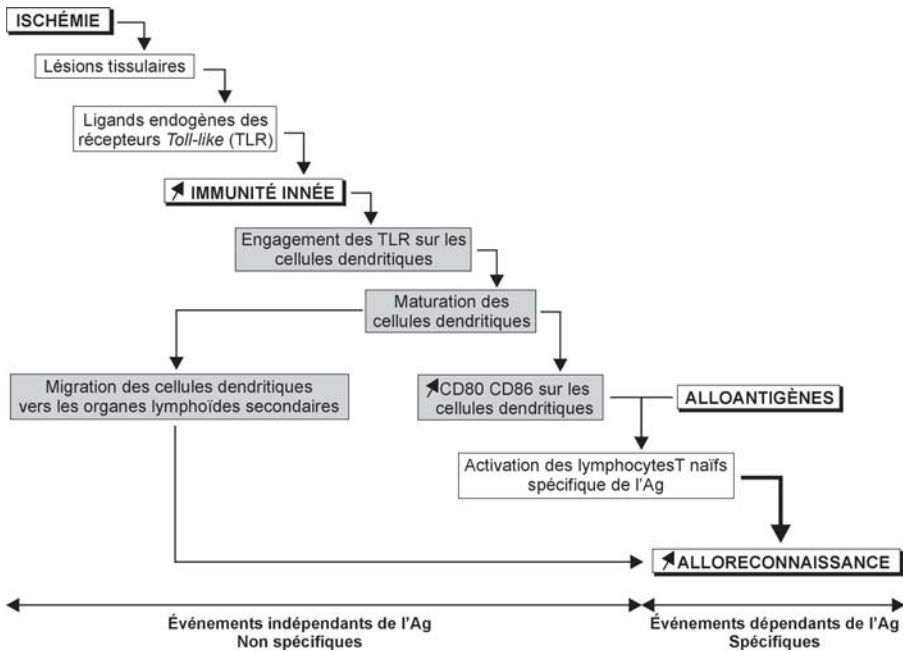 ISCHÉMIE
Lésions tissulaires
Ligands endogènes des
récepteurs Toll-like (TLR)
IMMUNITÉ INNÉE
Engagement des TLR sur les
cellules dendritiques
Maturation des
cellules dendritiques
Migration des cellules dendritiques
vers les organes lymphoïdes secondaires
CD80 CD86 sur les
cellules dendritiques
ALLOANTIGÈNES
Activation des lymphocytesT naïfs
spécifique de l'Ag
ALLORECONNAISSANCE
Événements indépendants de l'Ag
Non spécifiques
Événements dépendants de l'Ag
Spécifiques